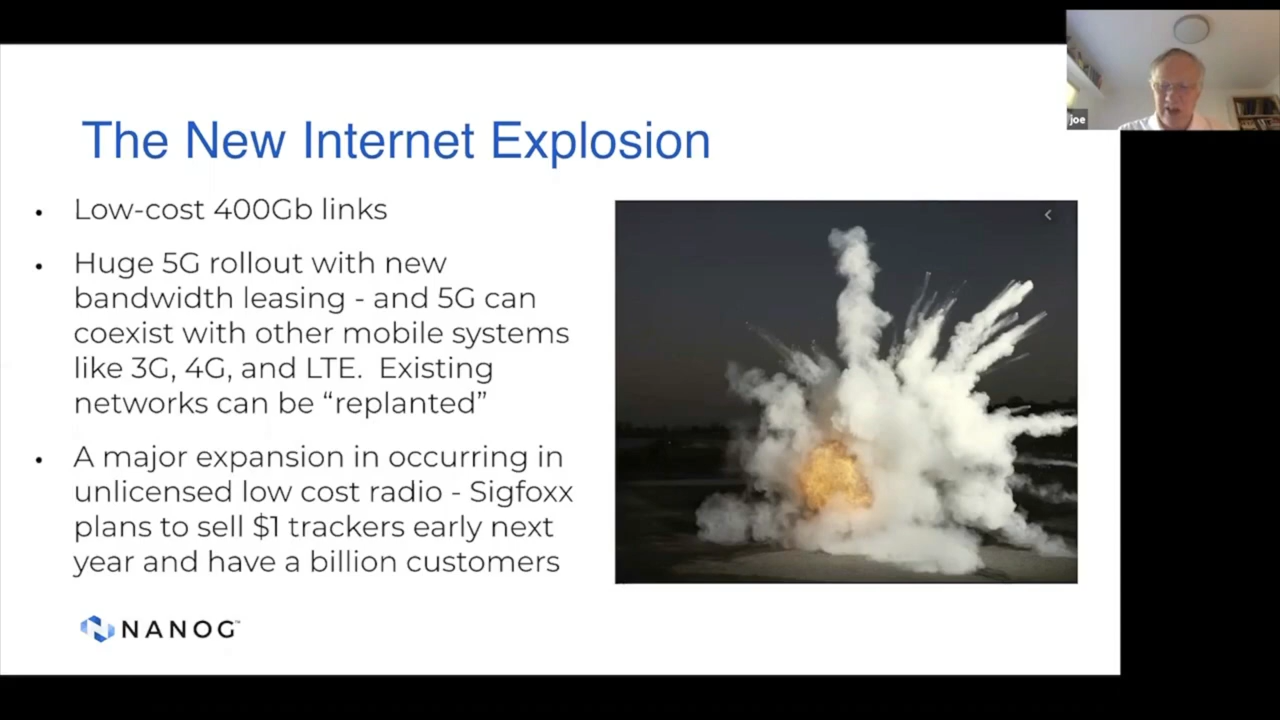 The New Internet Explosion
joe
• Low-cost 400Gb links
• Huge 5G rollout with new
bandwidth leasing - and 5G can
coexist with other mobile systems
like 3G, 4G, and LTE.  Existing
networks can be “replanted”
• A major expansion in occurring in
unlicensed low cost radio - Sigfoxx
plans to sell $1 trackers early next
year and have a billion customers
NANOG™